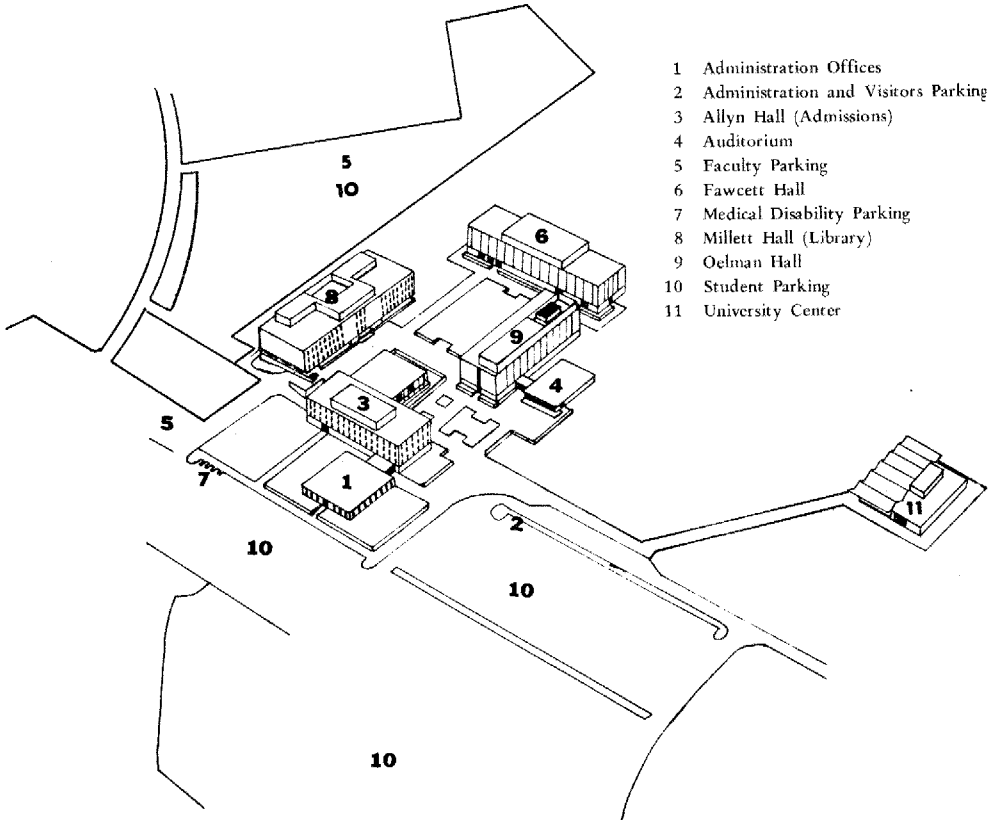 1 Administration Offices
2 Administration and Visitors Parking
3 Allyn Hall (Admissions)
4 Auditorium
5 Faculty Parking
6 Fawcett Hall
7 Medical Disability Parking
8 Millett Hall (Library)
9 Oelman Hall
10 Student Parking
11 University Center
5
10
6
8
9
4
3
5
7
1
11
2
10
10
10